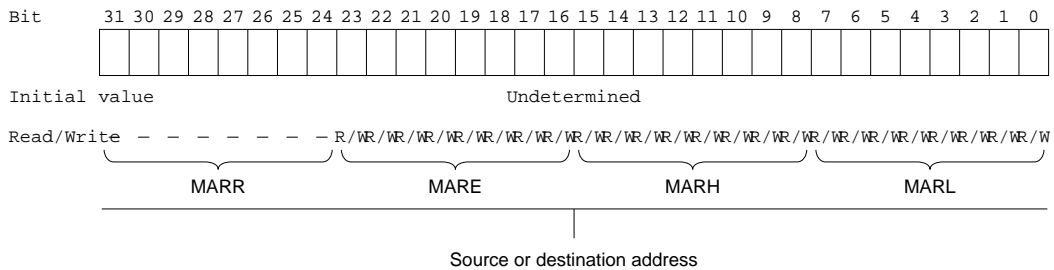 Bit 31 30 29 28 27 26 25 24 23 22 21 20 19 18 17 16 15 14 13 12 11 10 9 8 7 6 5 4 3 2 1 0
Initial value Undetermined
Read/Write — — — — — — — — R/W R/W R/W R/W R/W R/W R/W R/W R/W R/W R/W R/W R/W R/W R/W R/W R/W R/W R/W R/W R/W R/W R/W R/W
MARR MARE MARH MARL
Source or destination address